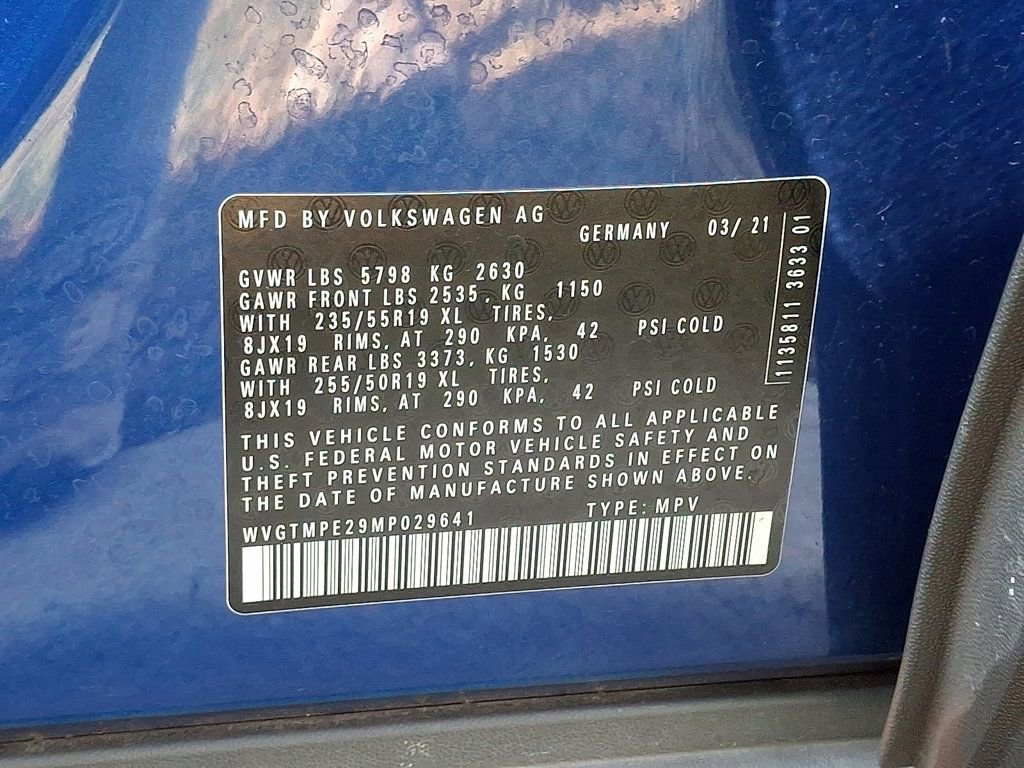 MFD BY VOLKSWAGEN AG
GERMANY 03/ 21
GVWR LBS 5798 KG 2630
GAWR FRONT LBS 2535, KG 1150
WITH 235/55R19 XL TIRES,
8JX19 RIMS, AT 290 KPA, 42 PSI COLD
GAWR REAR LBS 3373, KG 1530
WITH 255/50R19 XL TIRES,
8JX19 RIMS, AT 290 KPA, 42 PSI COLD
THIS VEHICLE CONFORMS TO ALL APPLICABLE
U.S. FEDERAL MOTOR VEHICLE SAFETY AND
THEFT PREVENTION STANDARDS IN EFFECT ON
THE DATE OF MANUFACTURE SHOWN ABOVE.
WVGTMPE29MP029641 TYPE: MPV
1135811 3633 01